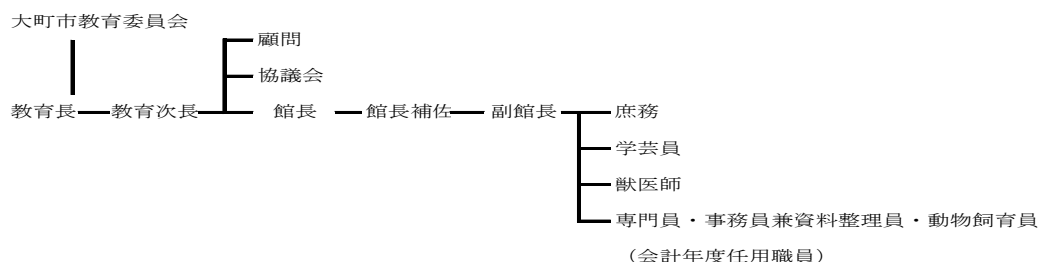 大町市教育委員会
顧問
協議会
教育長 教育次長 館長 館長補佐 副館長 庶務
学芸員
獣医師
専門員・事務員兼資料整理員・動物飼育員
（会計年度任用職員）